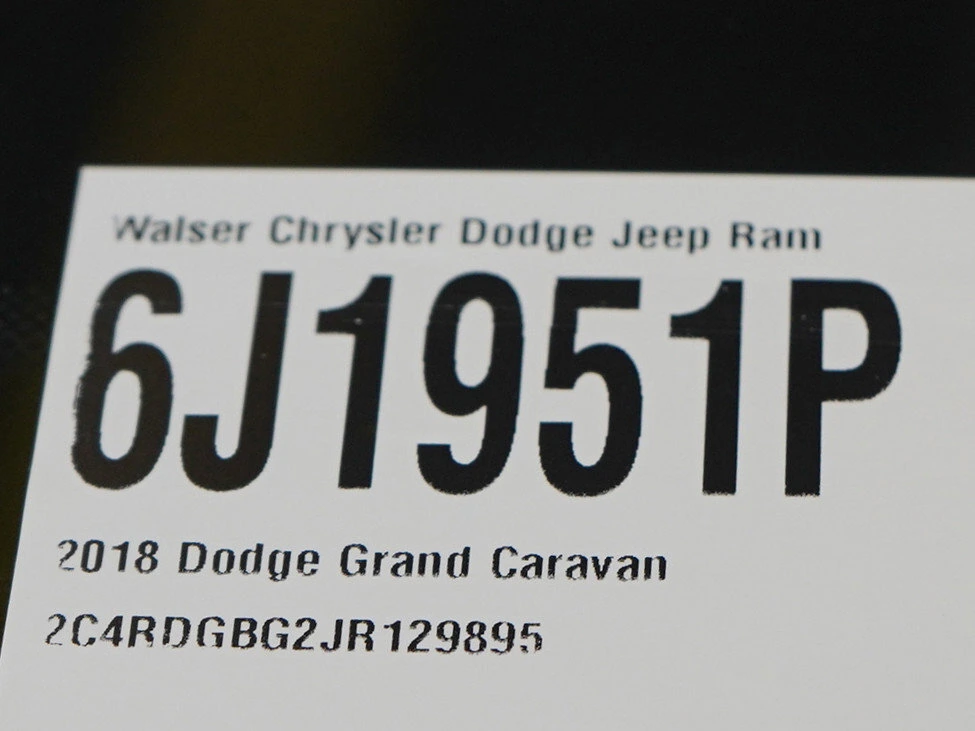 Walser Chrysler Dodge Jeep Ram
6J1951P
2018 Dodge Grand Caravan
2C4RDGBG2JR129895